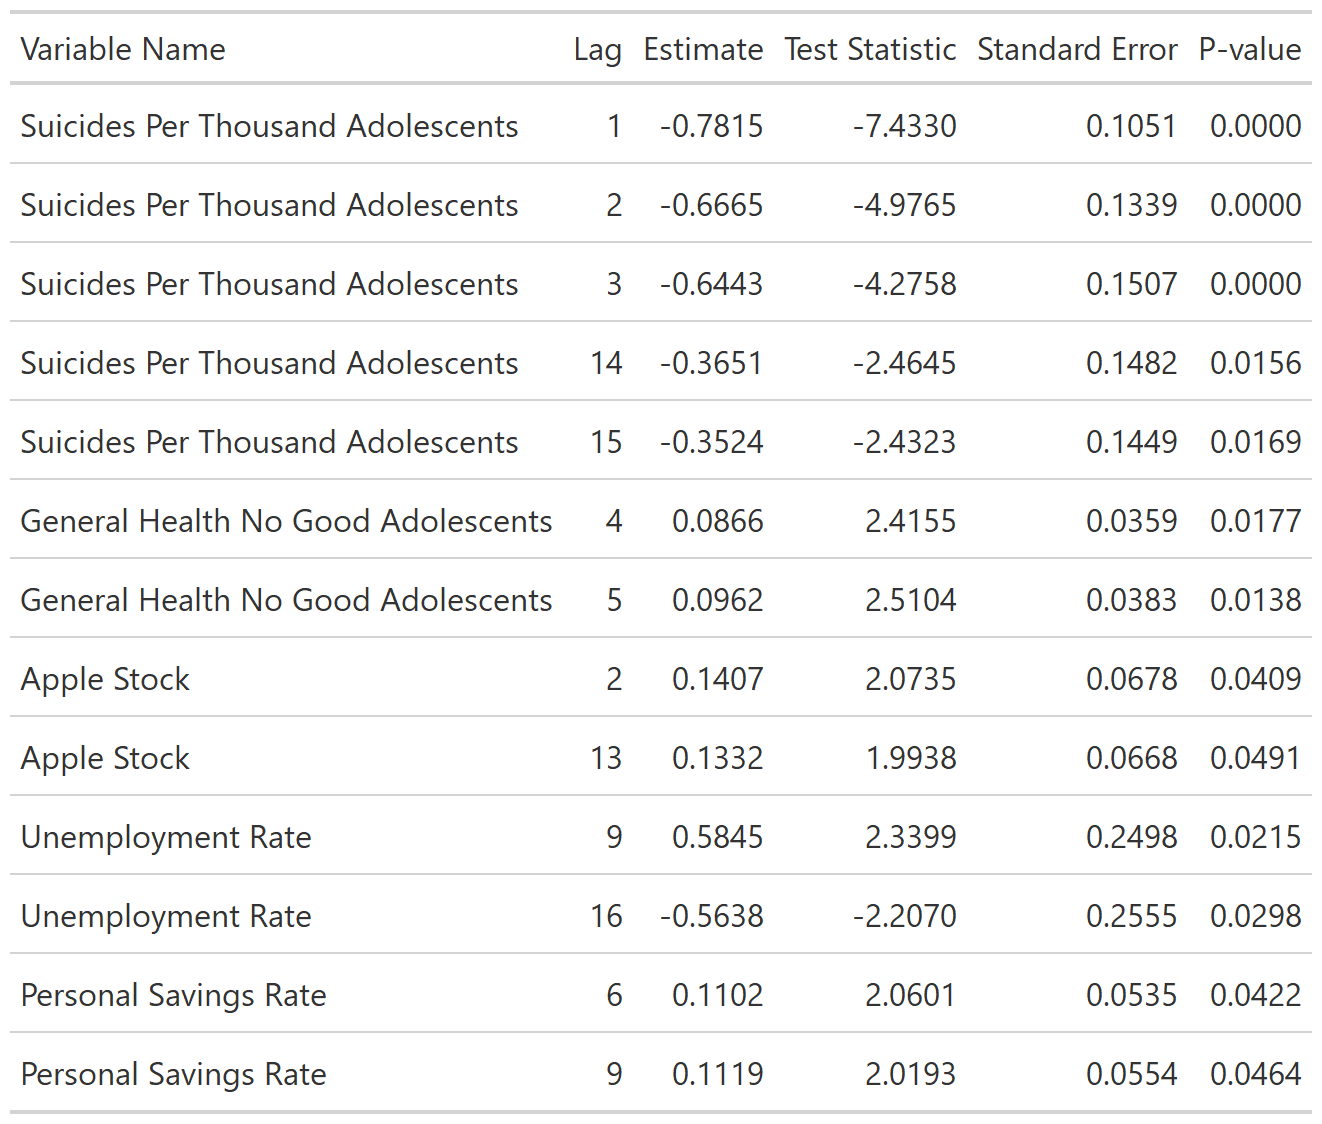 Variable Name Lag Estimate Test Statistic Standard Error P-value
Suicides Per Thousand Adolescents 1 -0.7815 -7.4330 0.1051 0.0000
Suicides Per Thousand Adolescents 2 -0.6665 -4.9765 0.1339 0.0000
Suicides Per Thousand Adolescents 3 -0.6443 -4.2758 0.1507 0.0000
Suicides Per Thousand Adolescents 14 -0.3651 -2.4645 0.1482 0.0156
Suicides Per Thousand Adolescents 15 -0.3524 -2.4323 0.1449 0.0169
General Health No Good Adolescents 4 0.0866 2.4155 0.0359 0.0177
General Health No Good Adolescents 5 0.0962 2.5104 0.0383 0.0138
Apple Stock 2 0.1407 2.0735 0.0678 0.0409
Apple Stock 13 0.1332 1.9938 0.0668 0.0491
Unemployment Rate 9 0.5845 2.3399 0.2498 0.0215
Unemployment Rate 16 -0.5638 -2.2070 0.2555 0.0298
Personal Savings Rate 6 0.1102 2.0601 0.0535 0.0422
Personal Savings Rate 9 0.1119 2.0193 0.0554 0.0464